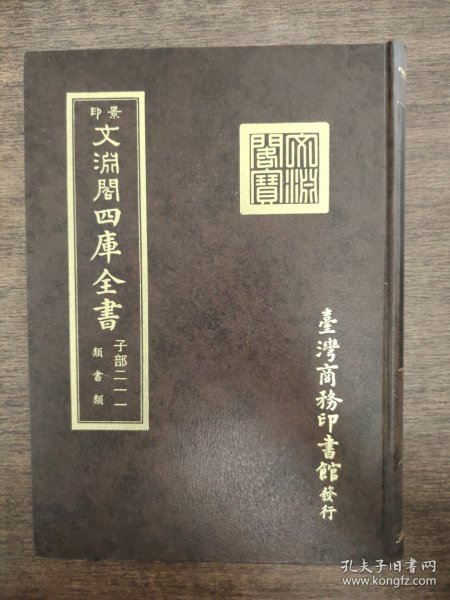 景印
文淵閣四庫全書
子部二一一
類書類
文淵閣寶
臺灣商務印書館發行
孔夫子旧书网
www.kongfz.com